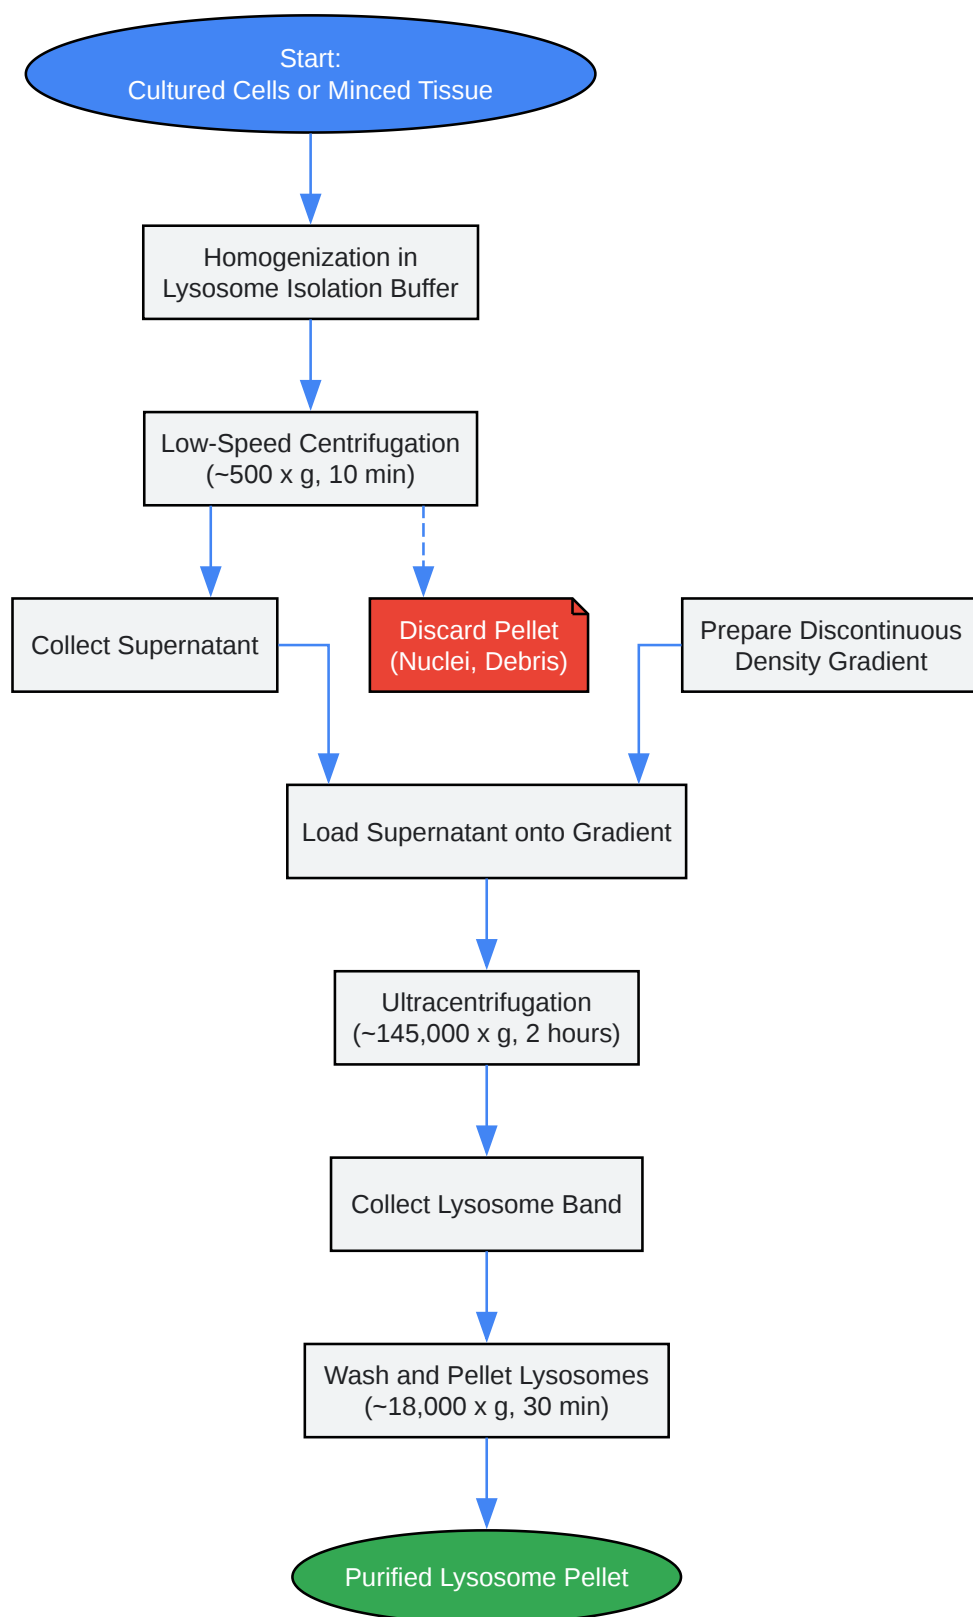 Start:
Cultured Cells or Minced Tissue
Homogenization in
Lysosome Isolation Buffer
Low-Speed Centrifugation
(~500 x g, 10 min)
Collect Supernatant
Discard Pellet
(Nuclei, Debris)
Prepare Discontinuous
Density Gradient
Load Supernatant onto Gradient
Ultracentrifugation
(~145,000 x g, 2 hours)
Collect Lysosome Band
Wash and Pellet Lysosomes
(~18,000 x g, 30 min)
Purified Lysosome Pellet